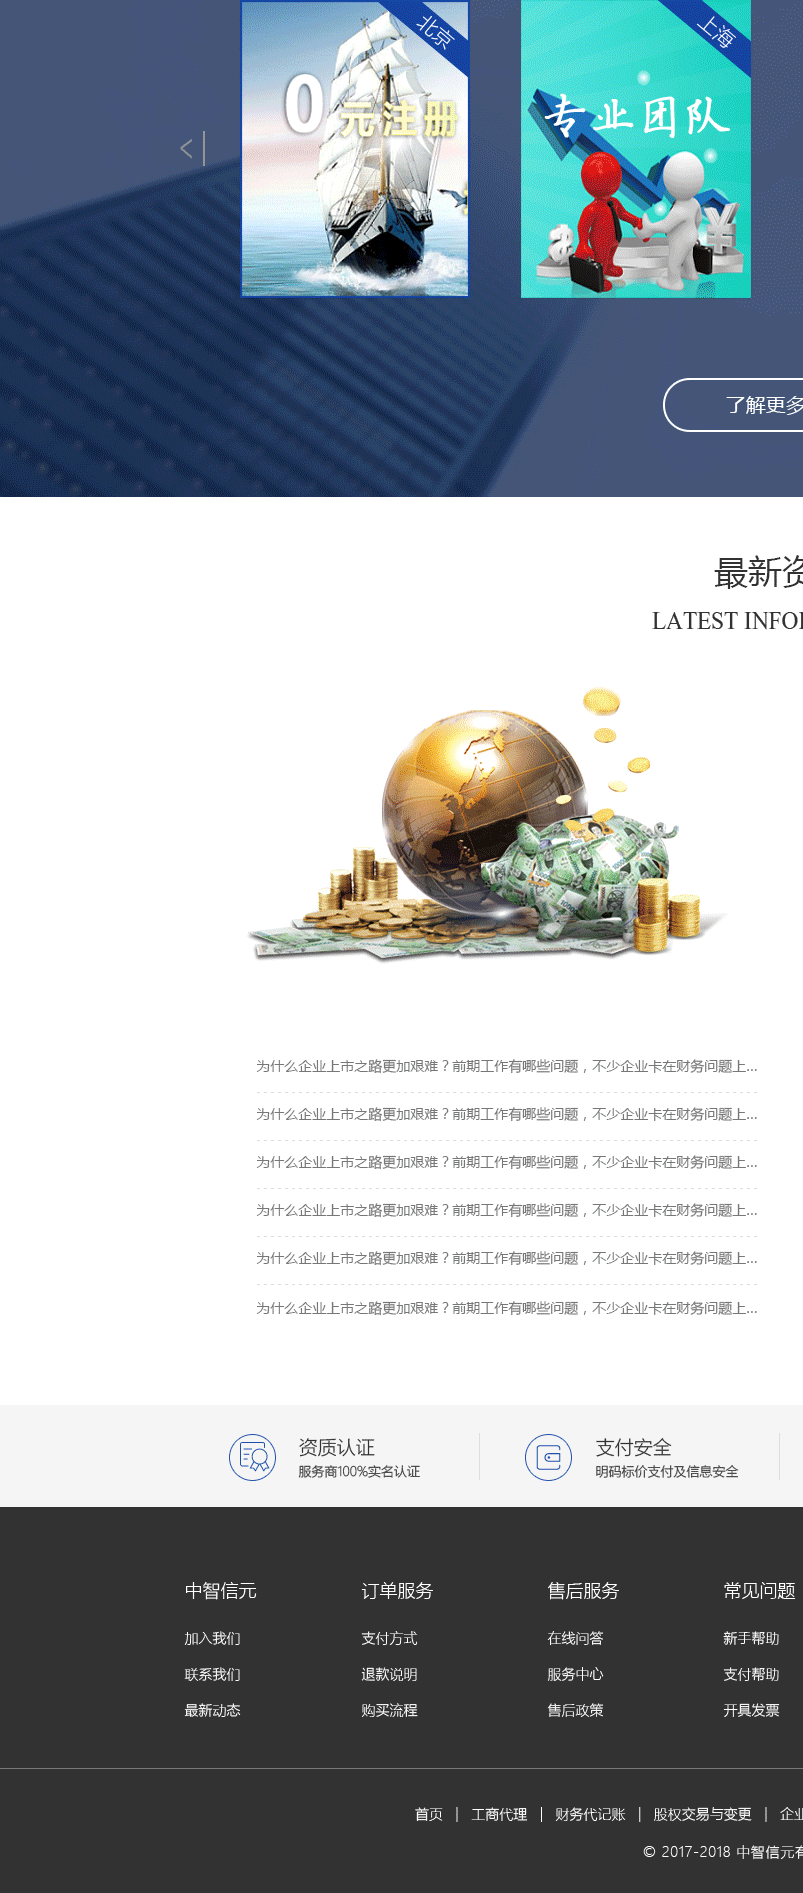 北京
上海
0元注册
专业团队
了解更多
最新资
LATEST INFO
为什么企业上市之路更加艰难？前期工作有哪些问题，不少企业卡在财务问题上...
为什么企业上市之路更加艰难？前期工作有哪些问题，不少企业卡在财务问题上...
为什么企业上市之路更加艰难？前期工作有哪些问题，不少企业卡在财务问题上...
为什么企业上市之路更加艰难？前期工作有哪些问题，不少企业卡在财务问题上...
为什么企业上市之路更加艰难？前期工作有哪些问题，不少企业卡在财务问题上...
为什么企业上市之路更加艰难？前期工作有哪些问题，不少企业卡在财务问题上...
资质认证 支付安全
服务商100%实名认证 明码标价支付及信息安全
中智信元 订单服务 售后服务 常见问题
加入我们 支付方式 在线问答 新手帮助
联系我们 退款说明 服务中心 支付帮助
最新动态 购买流程 售后政策 开具发票
首页 | 工商代理 | 财务代记账 | 股权交易与变更 | 企业
© 2017-2018 中智信元有